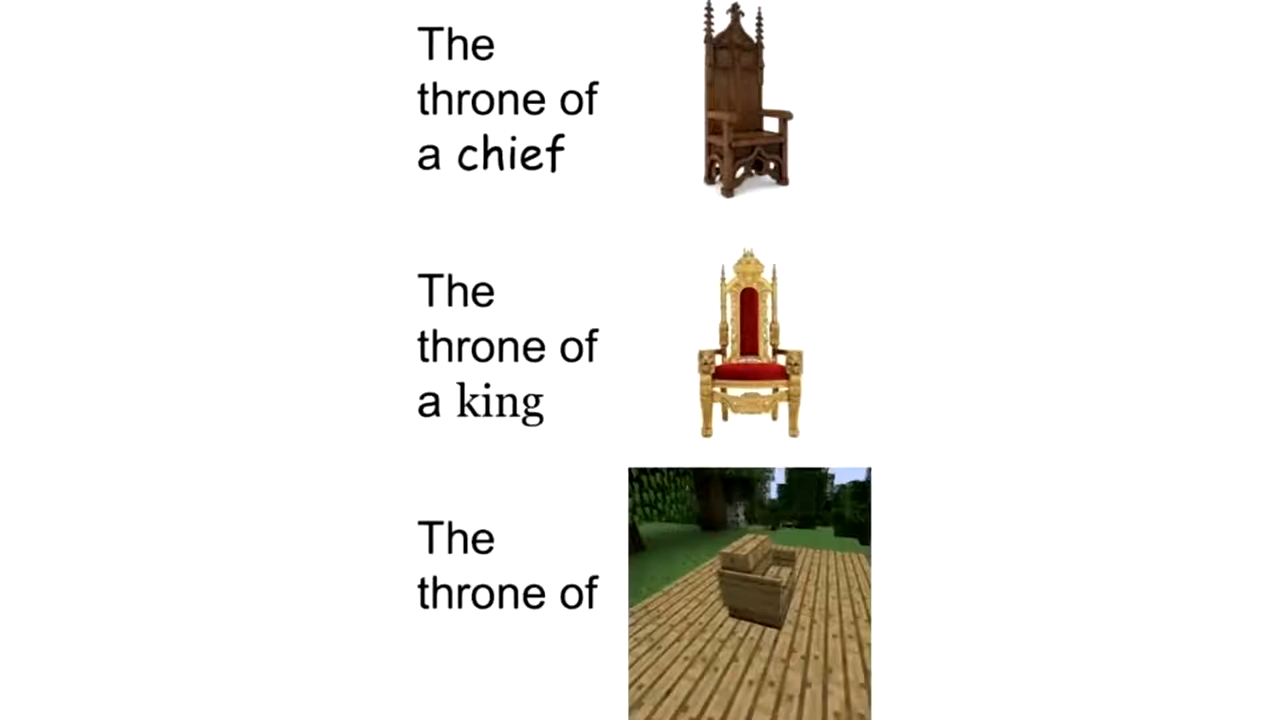 The
throne of
a chief
The
throne of
a king
The
throne of